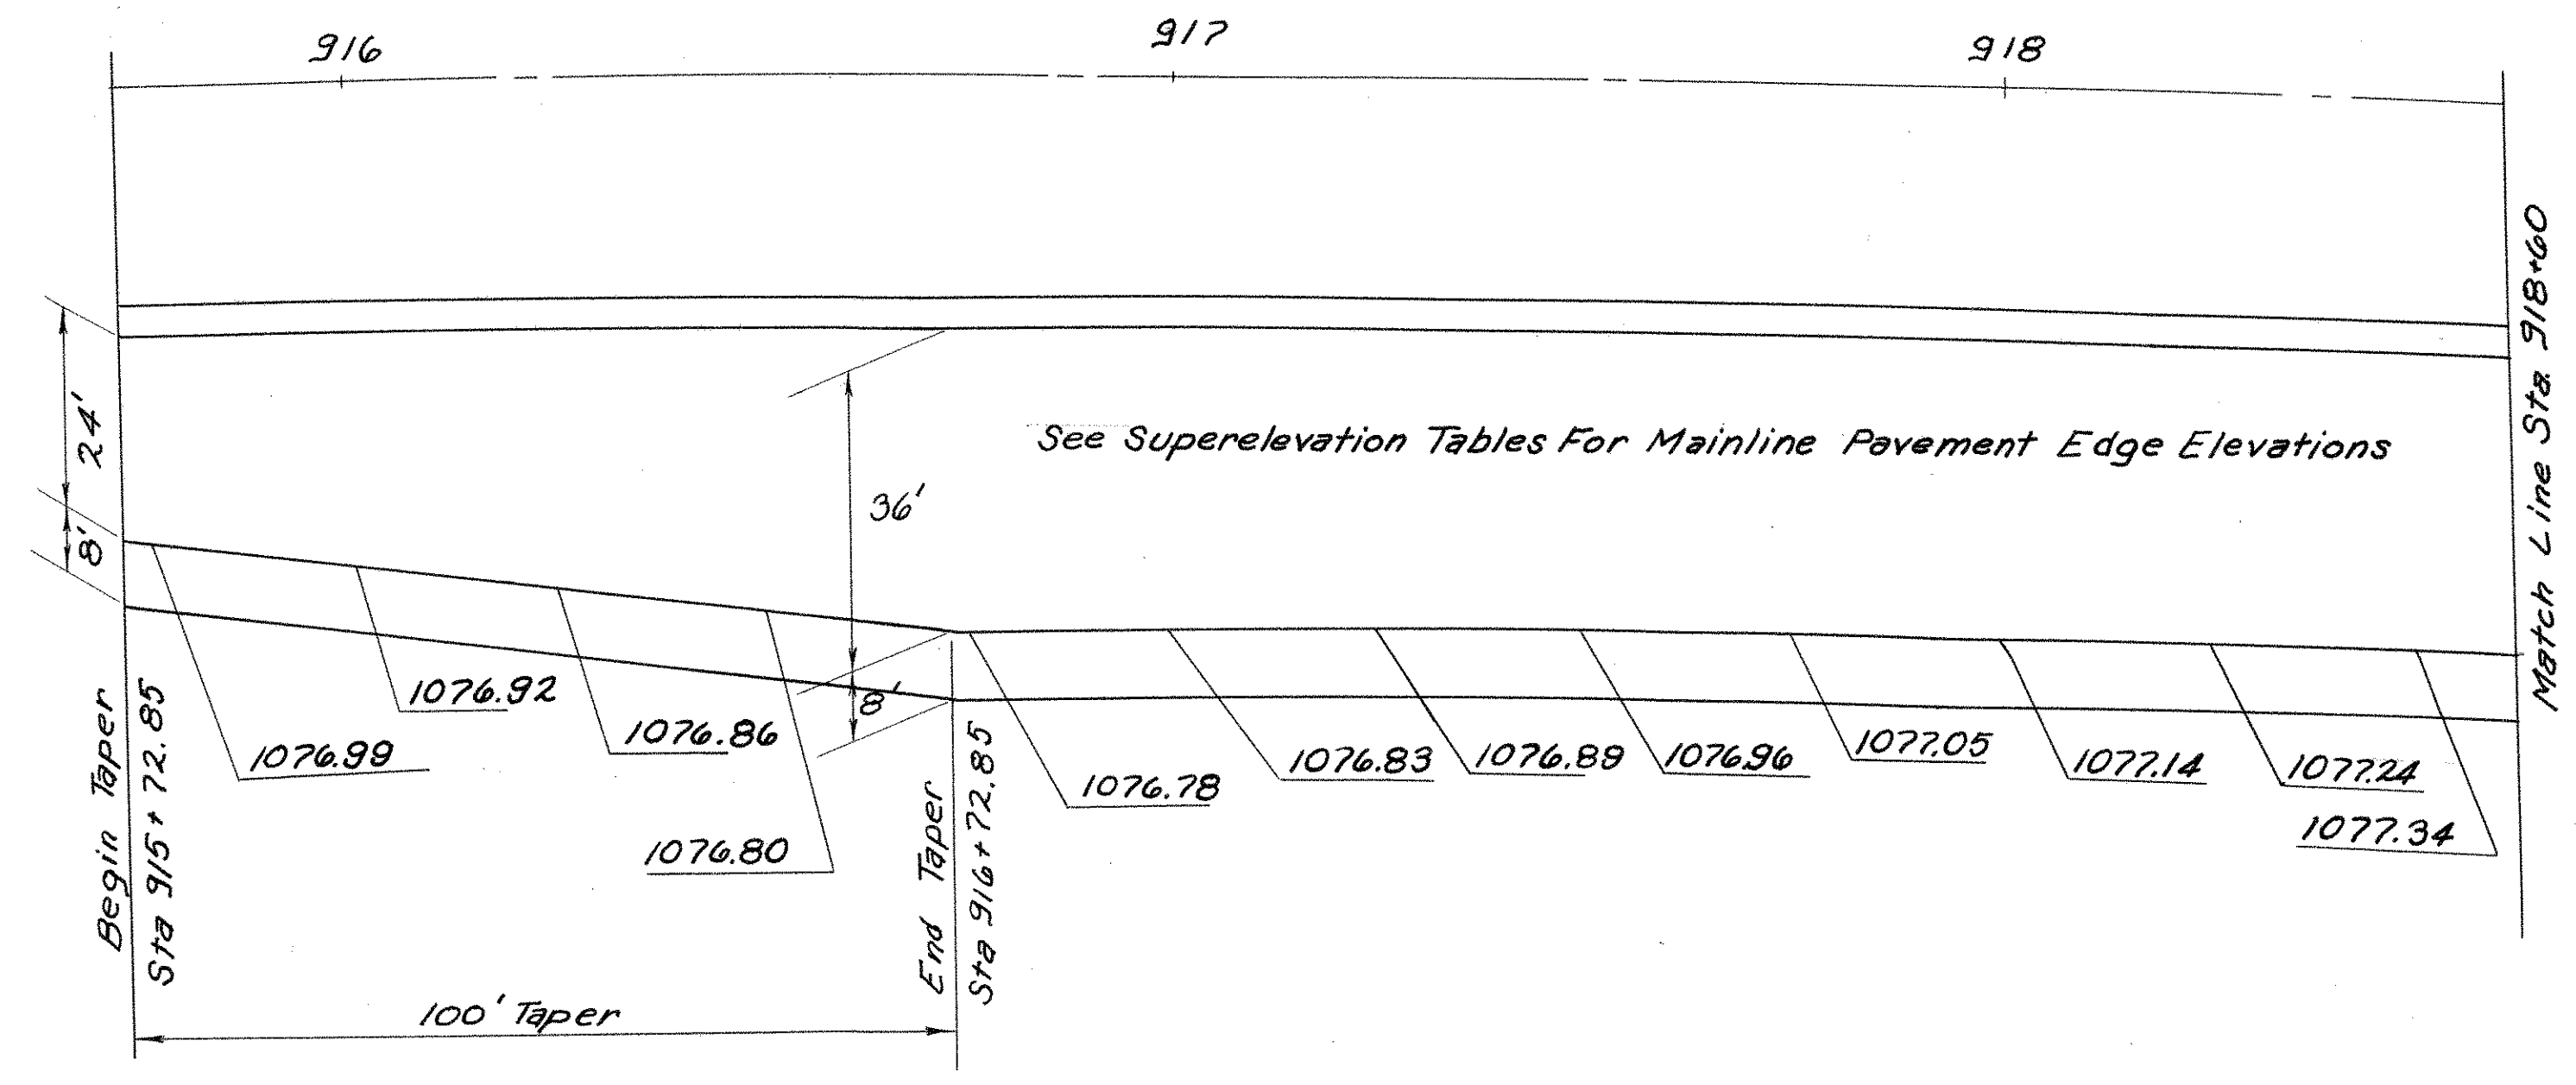 916
917
918
24'
8'
36'
8'
See Superelevation Tables For Mainline Pavement Edge Elevations
Match Line Sta. 918+60
1076.99
1076.92
1076.86
1076.80
1076.78
1076.83
1076.89
1076.96
1077.05
1077.14
1077.24
1077.34
Begin Taper
Sta 915+72.85
End Taper
Sta 916+72.85
100' Taper